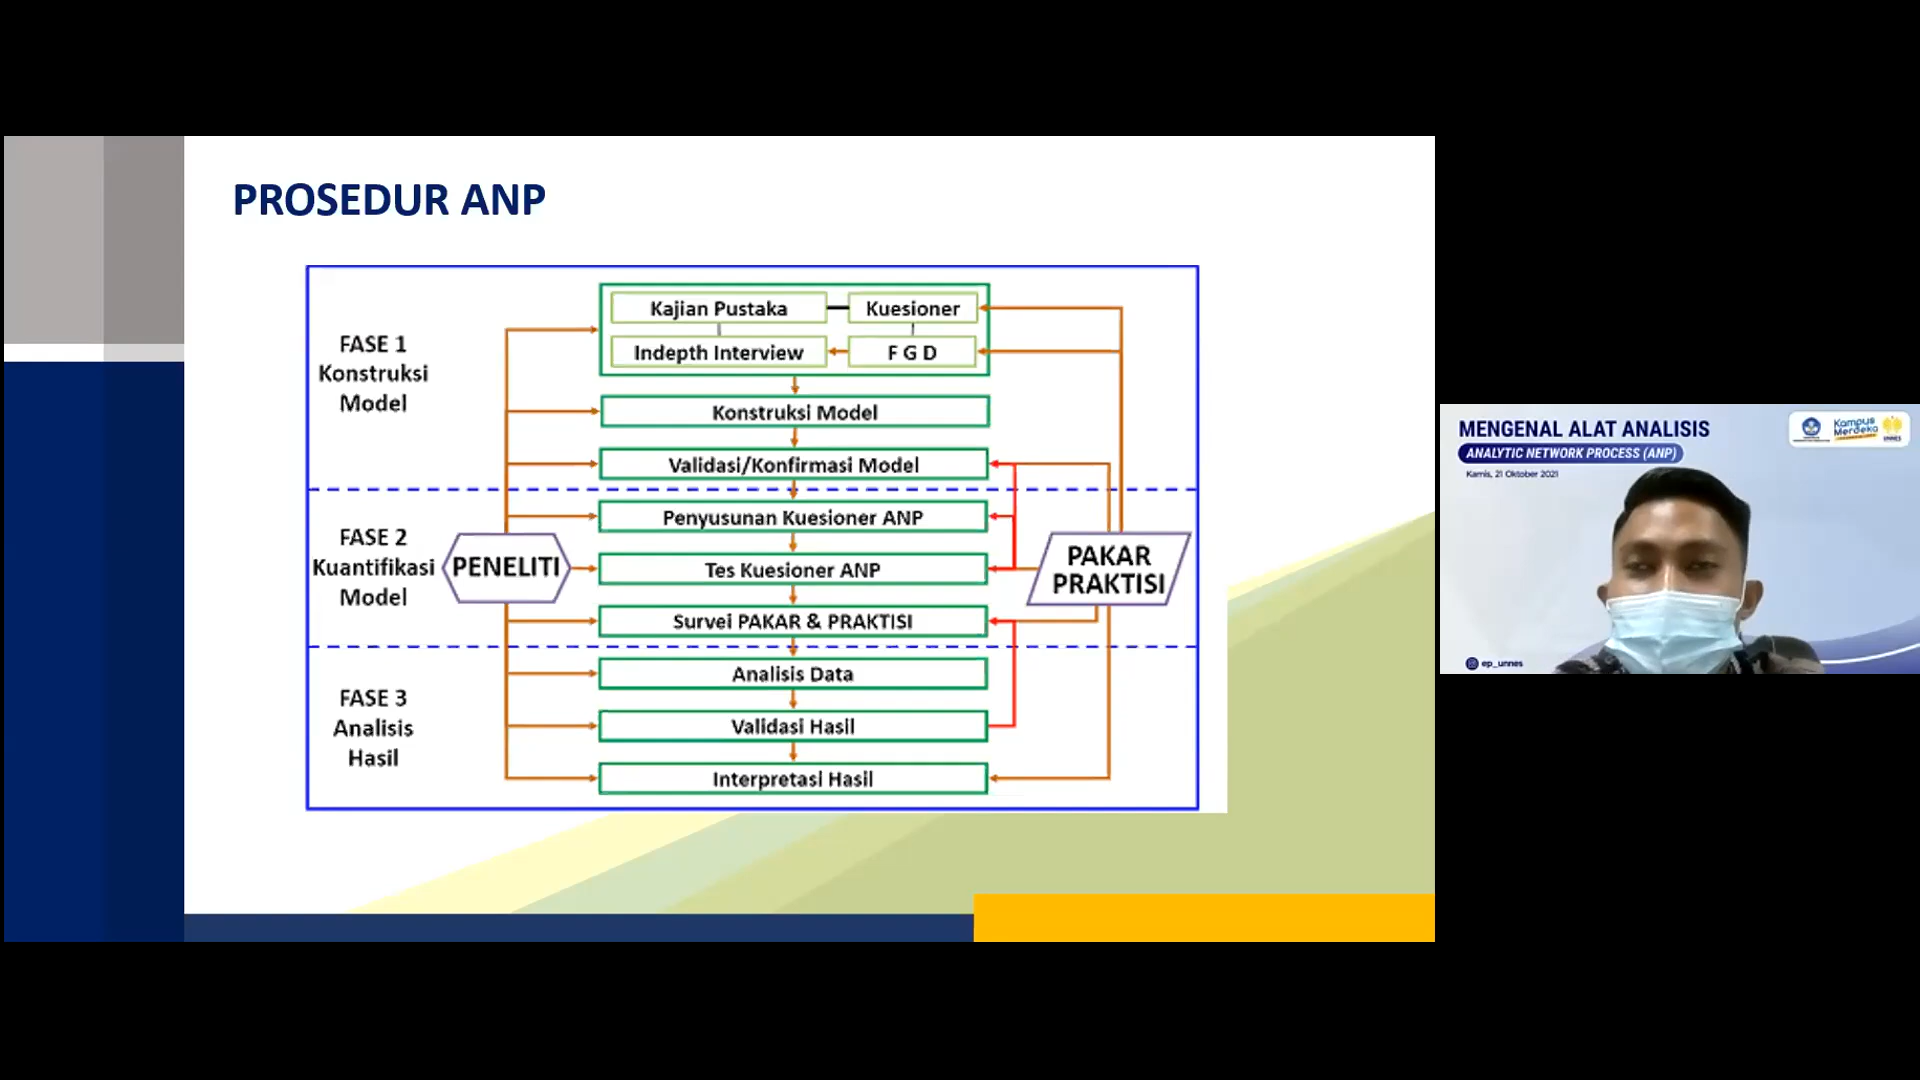 PROSEDUR ANP
FASE 1
Konstruksi
Model
Kajian Pustaka
Kuesioner
Indepth Interview
F G D
Konstruksi Model
Validasi/Konfirmasi Model
FASE 2
Kuantifikasi
Model
PENELITI
Penyusunan Kuesioner ANP
Tes Kuesioner ANP
Survei PAKAR & PRAKTISI
PAKAR
PRAKTISI
FASE 3
Analisis
Hasil
Analisis Data
Validasi Hasil
Interpretasi Hasil
MENGENAL ALAT ANALISIS
ANALYTIC NETWORK PROCESS (ANP)
Kamis, 21 Oktober 2021
Kampus
Merdeka
UNNES
ep_unnes